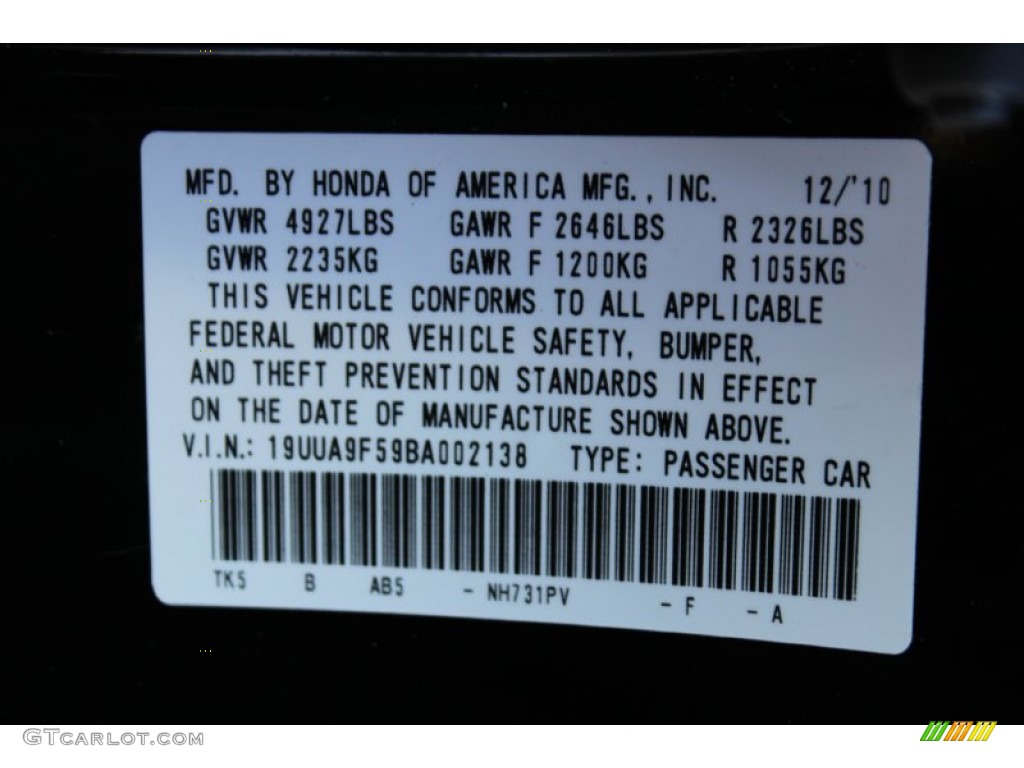 MFD. BY HONDA OF AMERICA MFG., INC. 12/'10
GVWR 4927LBS GAWR F 2646LBS R 2326LBS
GVWR 2235KG GAWR F 1200KG R 1055KG
THIS VEHICLE CONFORMS TO ALL APPLICABLE
FEDERAL MOTOR VEHICLE SAFETY, BUMPER,
AND THEFT PREVENTION STANDARDS IN EFFECT
ON THE DATE OF MANUFACTURE SHOWN ABOVE.
V.I.N.: 19UUA9F59BA002138 TYPE: PASSENGER CAR
TK5 B AB5 - NH731PV - F - A
GTCARLOT.COM